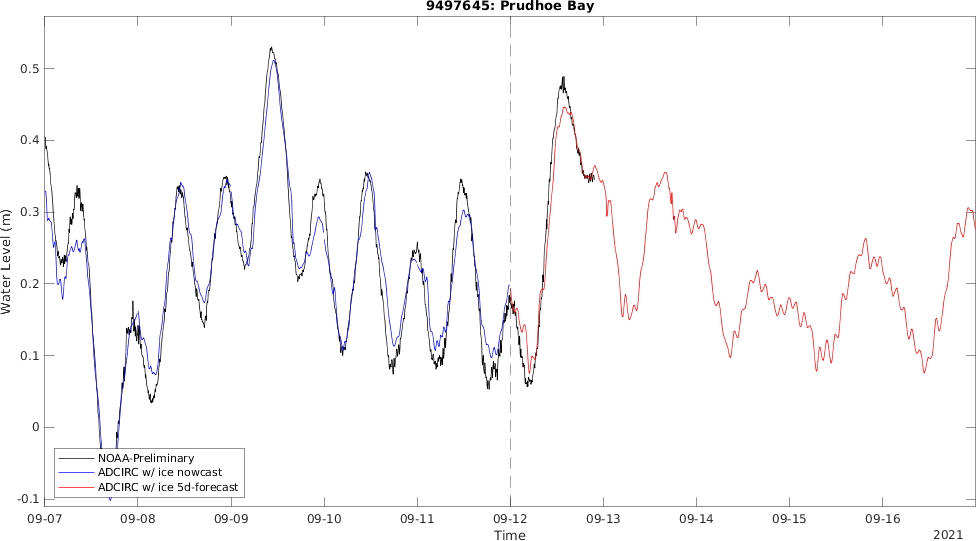 9497645: Prudhoe Bay
Water Level (m)
0.5
0.4
0.3
0.2
0.1
0
-0.1
NOAA-Preliminary
ADCIRC w/ ice nowcast
ADCIRC w/ ice 5d-forecast
09-07 09-08 09-09 09-10 09-11 09-12 09-13 09-14 09-15 09-16
Time
2021